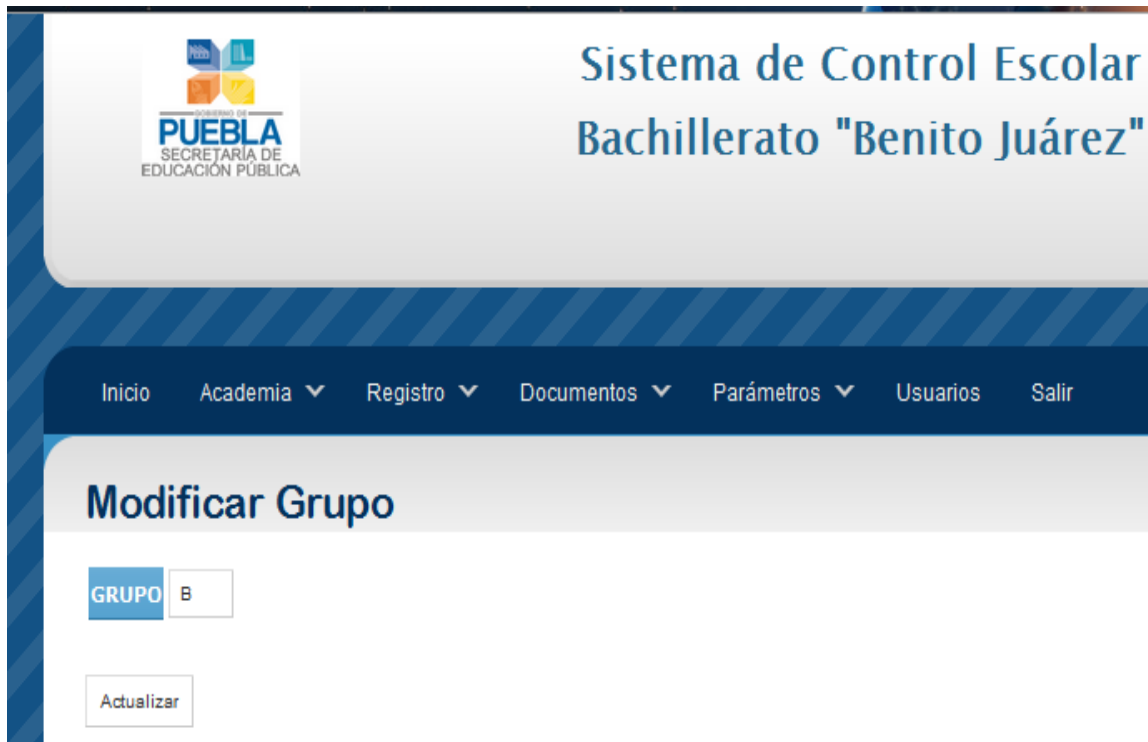 GOBIERNO DE
PUEBLA
SECRETARÍA DE
EDUCACIÓN PÚBLICA
Sistema de Control Escolar
Bachillerato "Benito Juárez"
Inicio Academia Registro Documentos Parámetros Usuarios Salir
Modificar Grupo
GRUPO B
Actualizar